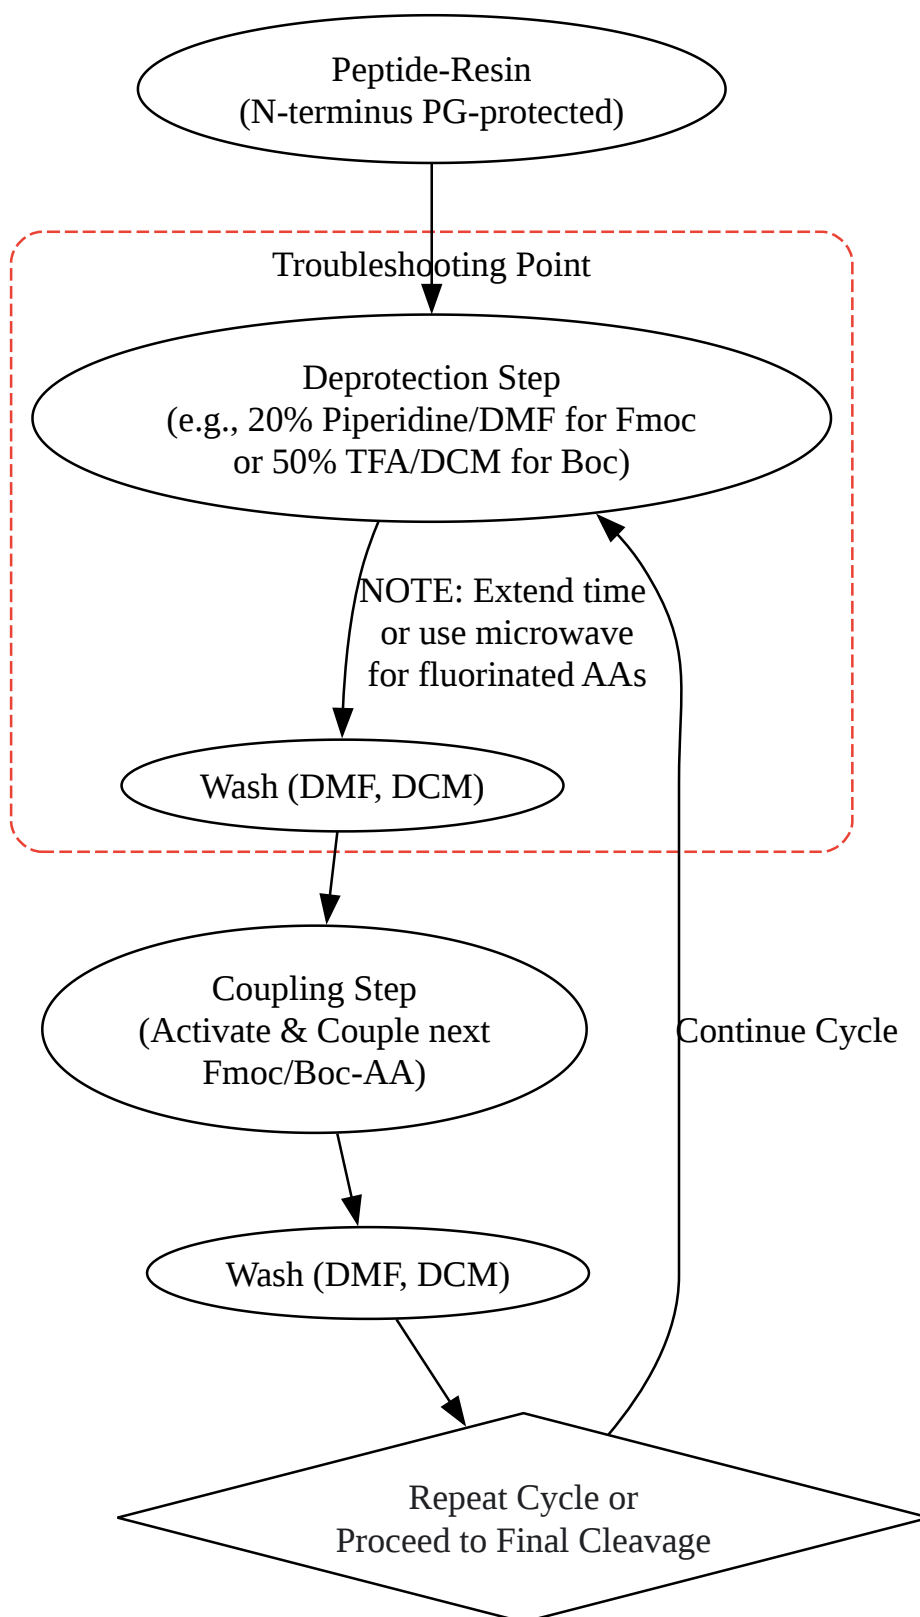 Peptide-Resin
(N-terminus PG-protected)
Troubleshooting Point
Deprotection Step
(e.g., 20% Piperidine/DMF for Fmoc
or 50% TFA/DCM for Boc)
NOTE: Extend time
or use microwave
for fluorinated AAs
Wash (DMF, DCM)
Coupling Step
(Activate & Couple next
Fmoc/Boc-AA)
Continue Cycle
Wash (DMF, DCM)
Repeat Cycle or
Proceed to Final Cleavage